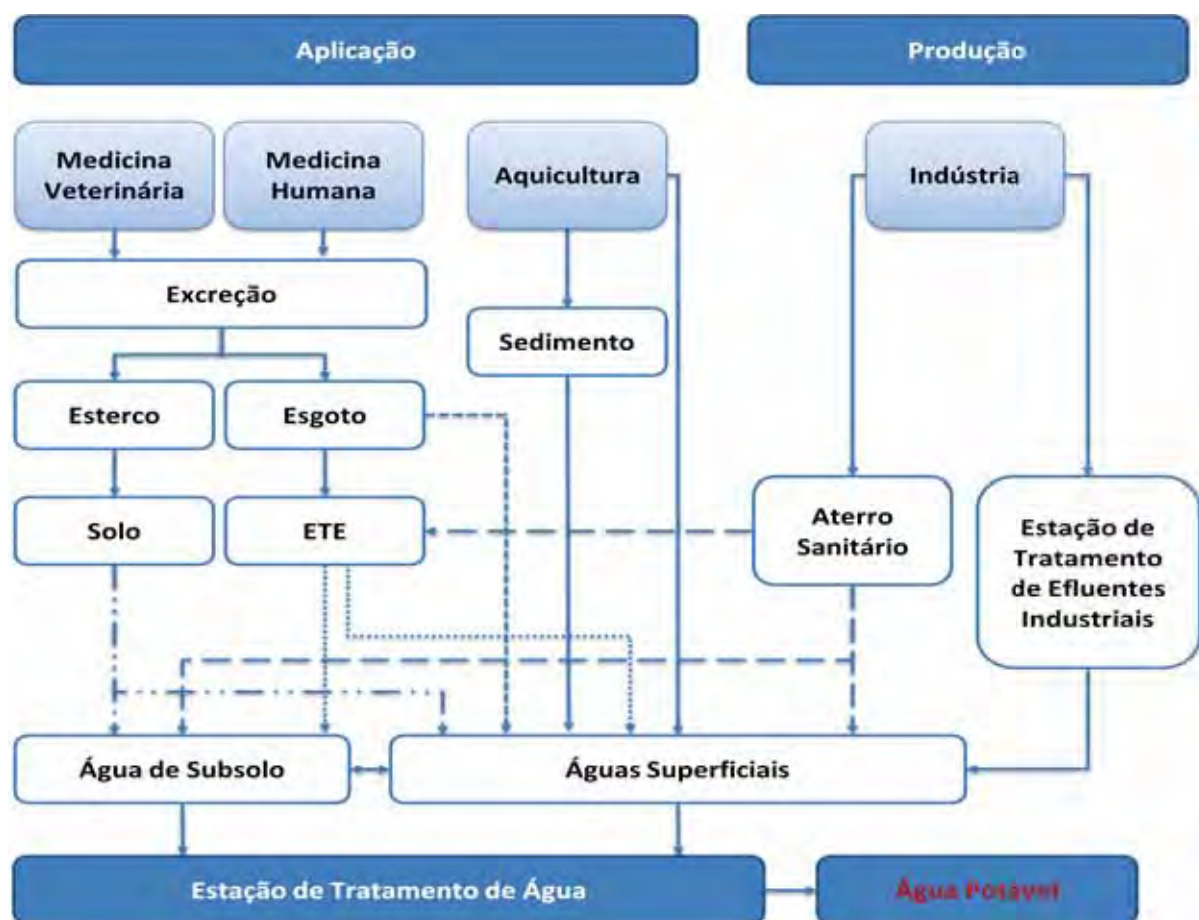 Aplicação
Produção
Medicina
Veterinária
Medicina
Humana
Aquicultura
Indústria
Excreção
Sedimento
Esterco
Esgoto
Solo
ETE
Aterro
Sanitário
Estação de
Tratamento
de Efluentes
Industriais
Água de Subsolo
Águas Superficiais
Estação de Tratamento de Água
Água Potável